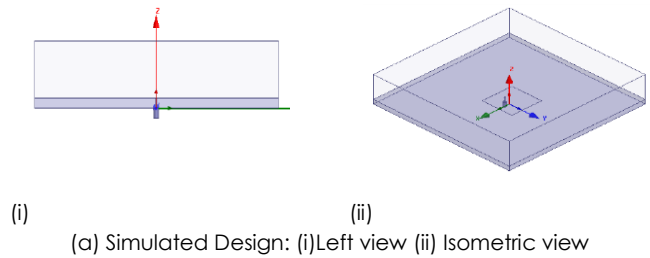 Z
Z
X
Y
(i)
(ii)
(a) Simulated Design: (i)Left view (ii) Isometric view